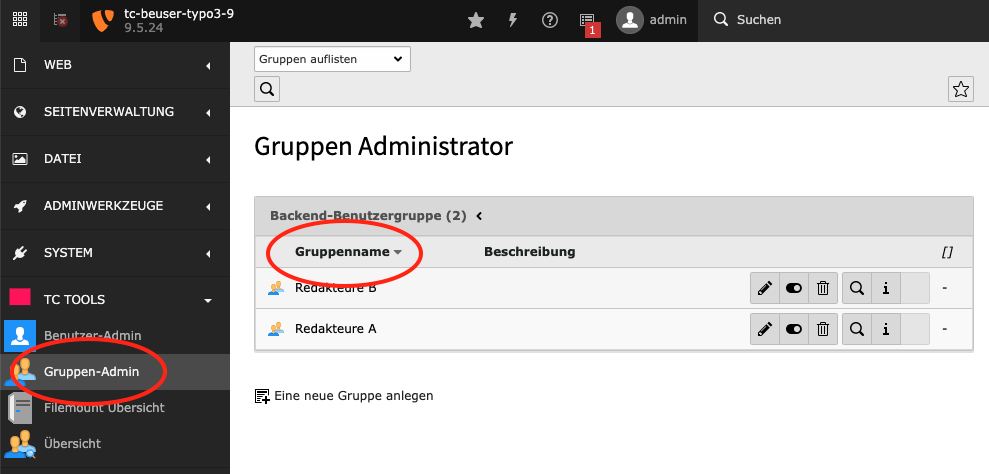 tc-beuser-typo3-9
9.5.24
1
admin
Suchen
WEB
SEITENVERWALTUNG
DATEI
ADMINWERKZEUGE
SYSTEM
TC TOOLS
Benutzer-Admin
Gruppen-Admin
Filemount Übersicht
Übersicht
Gruppen auflisten
Gruppen Administrator
Backend-Benutzergruppe (2)
Gruppenname Beschreibung []
Redakteure B -
Redakteure A -
Eine neue Gruppe anlegen